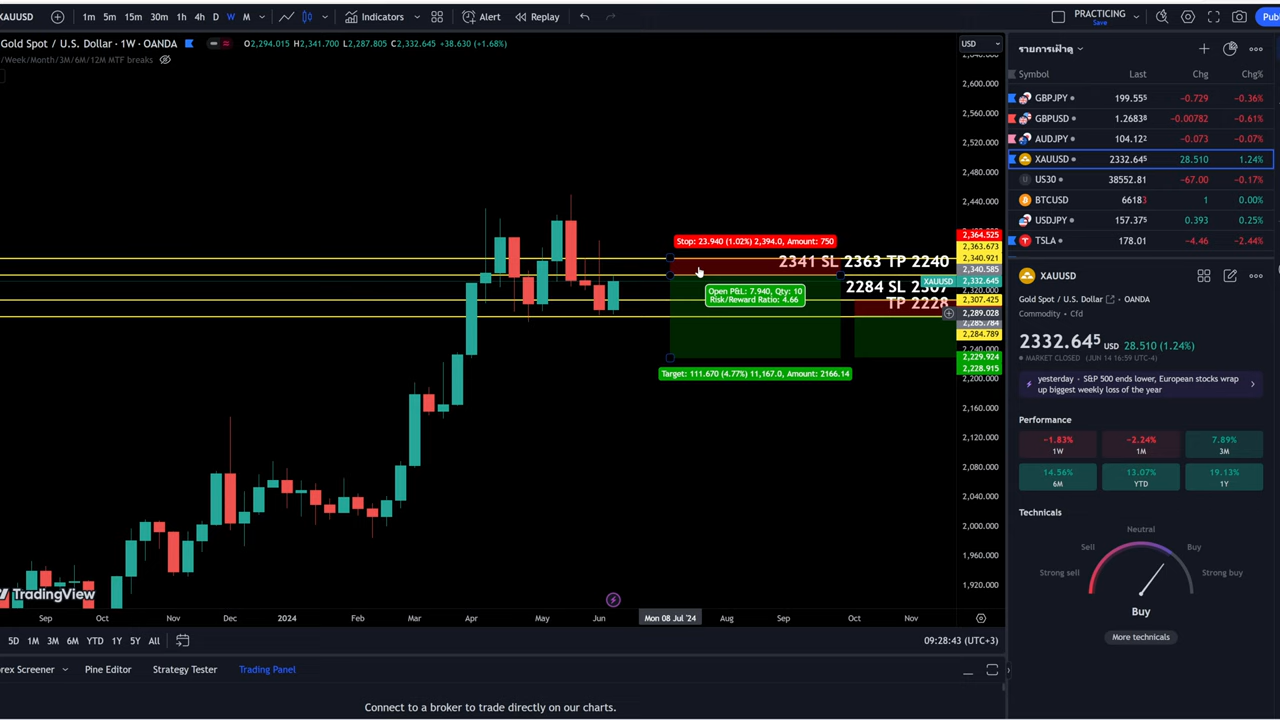 XAUUSD 1m 5m 15m 30m 1h 4h D W M Indicators Alert Replay PRACTICING Save Pub
Gold Spot / U.S. Dollar · 1W · OANDA O2,294.015 H2,341.700 L2,287.805 C2,332.645 +38.630 (+1.68%) USD
/Week/Month/3M/6M/12M MTF breaks
2,600.000
2,560.000
2,520.000
2,480.000
2,440.000
2,364.525
2,363.673
2,340.921
2,340.585
XAUUSD 2,332.645
2,320.000
2,307.425
2,289.028
2,285.784
2,284.789
2,240.000
2,229.924
2,228.915
2,200.000
2,160.000
2,120.000
2,080.000
2,040.000
2,000.000
1,960.000
1,920.000
Stop: 23.940 (1.02%) 2,394.0, Amount: 750
2341 SL 2363 TP 2240
Open P&L: 7.940, Qty: 10
Risk/Reward Ratio: 4.66
2284 SL 2307
TP 2228
Target: 111.670 (4.77%) 11,167.0, Amount: 2166.14
TradingView
Sep Oct Nov Dec 2024 Feb Mar Apr May Jun Mon 08 Jul '24 Aug Sep Oct Nov
5D 1M 3M 6M YTD 1Y 5Y All 09:28:43 (UTC+3)
orex Screener Pine Editor Strategy Tester Trading Panel
Connect to a broker to trade directly on our charts.
รายการเฝ้าดู
Symbol Last Chg Chg%
GBPJPY 199.555 −0.729 −0.36%
GBPUSD 1.26838 −0.00782 −0.61%
AUDJPY 104.122 −0.073 −0.07%
XAUUSD 2332.645 28.510 1.24%
US30 38552.81 −67.00 −0.17%
BTCUSD 66183 1 0.00%
USDJPY 157.375 0.393 0.25%
TSLA 178.01 −4.46 −2.44%
XAUUSD
Gold Spot / U.S. Dollar · OANDA
Commodity · Cfd
2332.645 USD 28.510 (1.24%)
MARKET CLOSED (JUN 14 16:59 UTC-4)
yesterday · S&P 500 ends lower, European stocks wrap
up biggest weekly loss of the year
Performance
−1.83% −2.24% 7.89%
1W 1M 3M
14.56% 13.07% 19.13%
6M YTD 1Y
Technicals
Neutral
Sell Buy
Strong sell Strong buy
Buy
More technicals